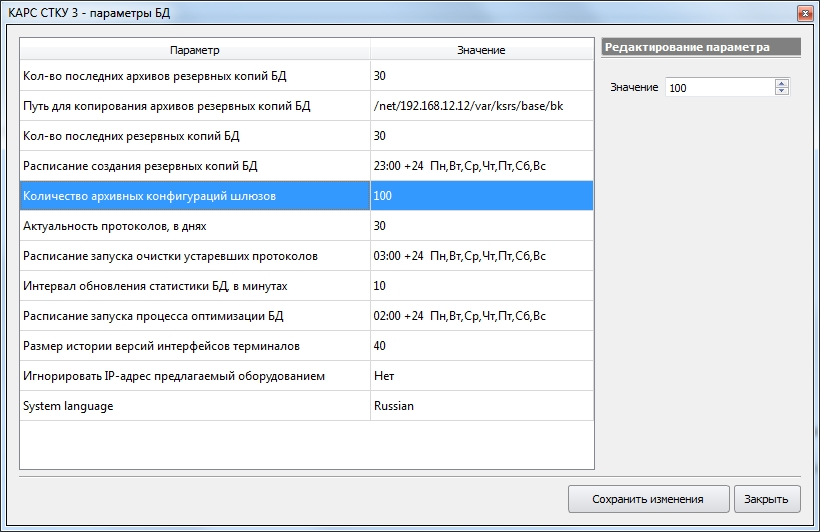 КАРС СТКУ 3 - параметры БД
Параметр Значение
Кол-во последних архивов резервных копий БД 30
Путь для копирования архивов резервных копий БД /net/192.168.12.12/var/ksrs/base/bk
Кол-во последних резервных копий БД 30
Расписание создания резервных копий БД 23:00 +24 Пн,Вт,Ср,Чт,Пт,Сб,Вс
Количество архивных конфигураций шлюзов 100
Актуальность протоколов, в днях 30
Расписание запуска очистки устаревших протоколов 03:00 +24 Пн,Вт,Ср,Чт,Пт,Сб,Вс
Интервал обновления статистики БД, в минутах 10
Расписание запуска процесса оптимизации БД 02:00 +24 Пн,Вт,Ср,Чт,Пт,Сб,Вс
Размер истории версий интерфейсов терминалов 40
Игнорировать IP-адрес предлагаемый оборудованием Нет
System language Russian
Редактирование параметра
Значение 100
Сохранить изменения Закрыть